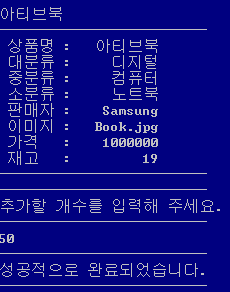 아티브북
상품명 : 아티브북
대분류 : 디지털
중분류 : 컴퓨터
소분류 : 노트북
판매자 : Samsung
이미지 : Book.jpg
가격 : 1000000
재고 : 19
추가할 개수를 입력해 주세요.
50
성공적으로 완료되었습니다.